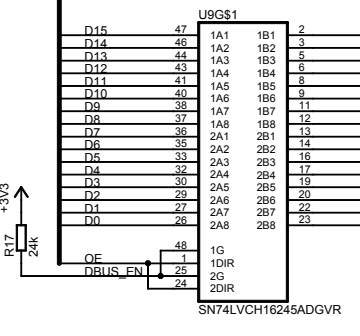 U9G$1
D15 47 1A1 1B1 2
D14 46 1A2 1B2 3
D13 44 1A3 1B3 5
D12 43 1A4 1B4 6
D11 41 1A5 1B5 8
D10 40 1A6 1B6 9
D9 38 1A7 1B7 11
D8 37 1A8 1B8 12
D7 36 2A1 2B1 13
D6 35 2A2 2B2 14
D5 33 2A3 2B3 16
D4 32 2A4 2B4 17
D3 30 2A5 2B5 19
D2 29 2A6 2B6 20
D1 27 2A7 2B7 22
D0 26 2A8 2B8 23
+3V3
R17
24k
48 1G
OE 1 1DIR
DBUS_EN 25 2G
24 2DIR
SN74LVCH16245ADGVR